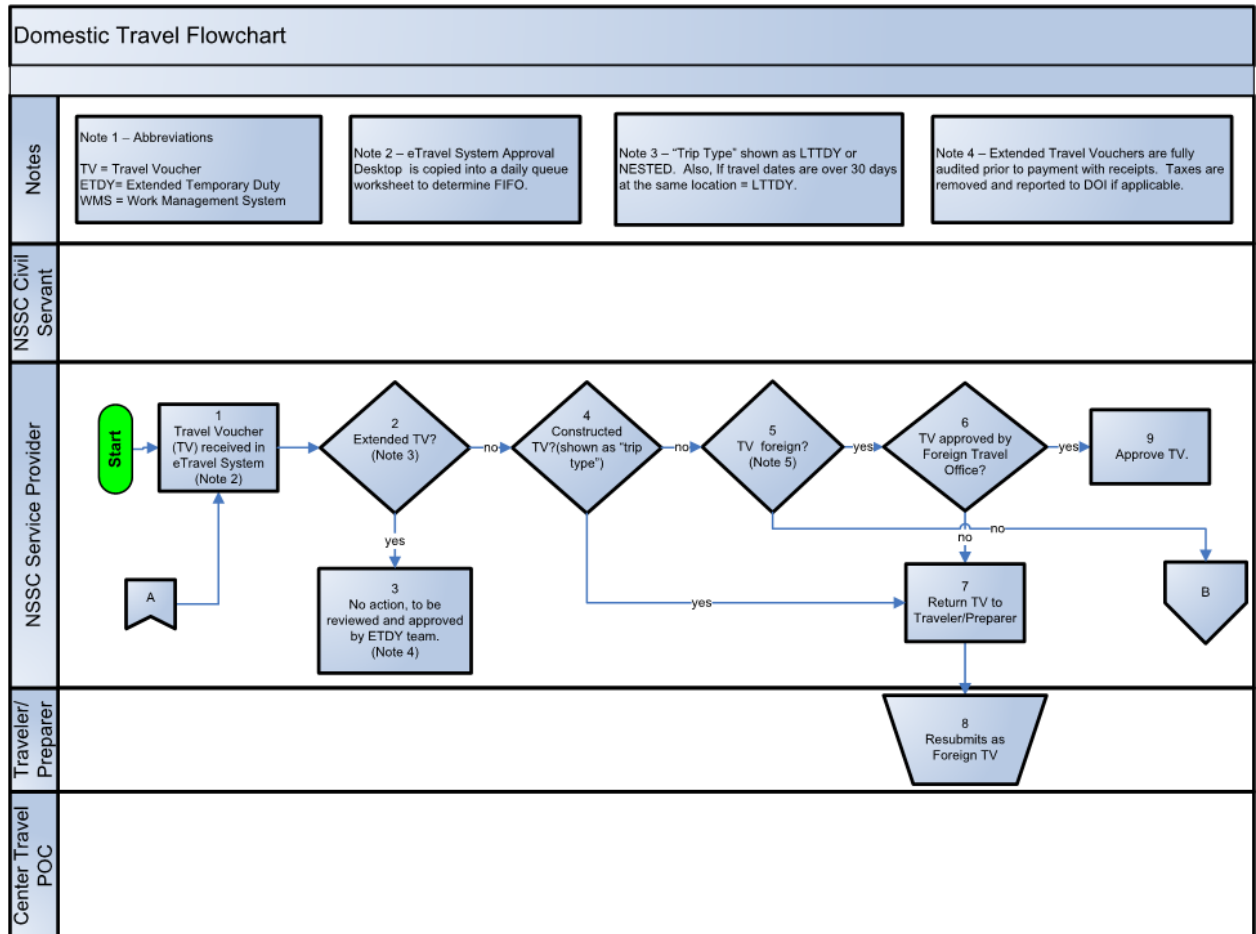 Domestic Travel Flowchart
Notes
Note 1 – Abbreviations
TV = Travel Voucher
ETDY= Extended Temporary Duty
WMS = Work Management System
Note 2 – eTravel System Approval
Desktop is copied into a daily queue
worksheet to determine FIFO.
Note 3 – “Trip Type” shown as LTTDY or
NESTED. Also, If travel dates are over 30 days
at the same location = LTTDY.
Note 4 – Extended Travel Vouchers are fully
audited prior to payment with receipts. Taxes are
removed and reported to DOI if applicable.
NSSC Civil
Servant
NSSC Service Provider
Start
1
Travel Voucher
(TV) received in
eTravel System
(Note 2)
2
Extended TV?
(Note 3)
no
4
Constructed
TV?(shown as “trip
type”)
no
5
TV foreign?
(Note 5)
yes
6
TV approved by
Foreign Travel
Office?
yes
9
Approve TV.
yes
no
no
A
3
No action, to be
reviewed and approved
by ETDY team.
(Note 4)
yes
7
Return TV to
Traveler/Preparer
B
Traveler/
Preparer
8
Resubmits as
Foreign TV
Center Travel
POC